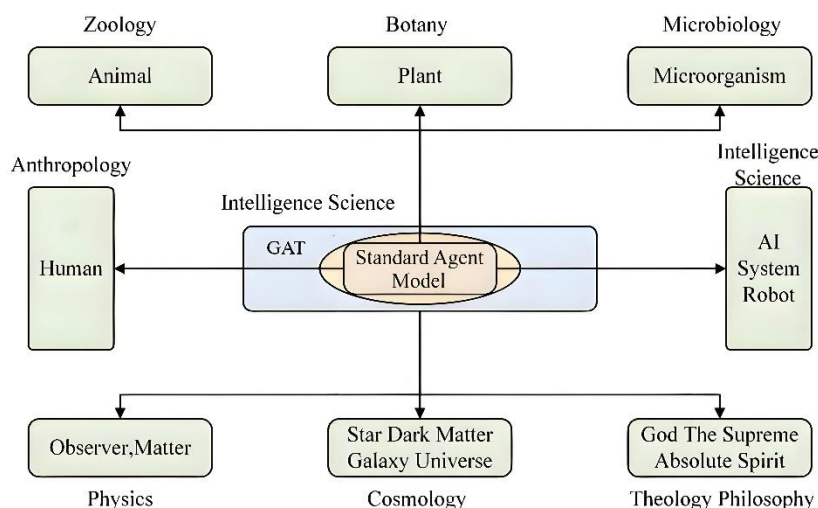 Zoology
Botany
Microbiology
Animal
Plant
Microorganism
Anthropology
Intelligence
Science
Intelligence Science
GAT
Human
Standard Agent
Model
AI
System
Robot
Observer,Matter
Star Dark Matter
Galaxy Universe
God The Supreme
Absolute Spirit
Physics
Cosmology
Theology Philosophy